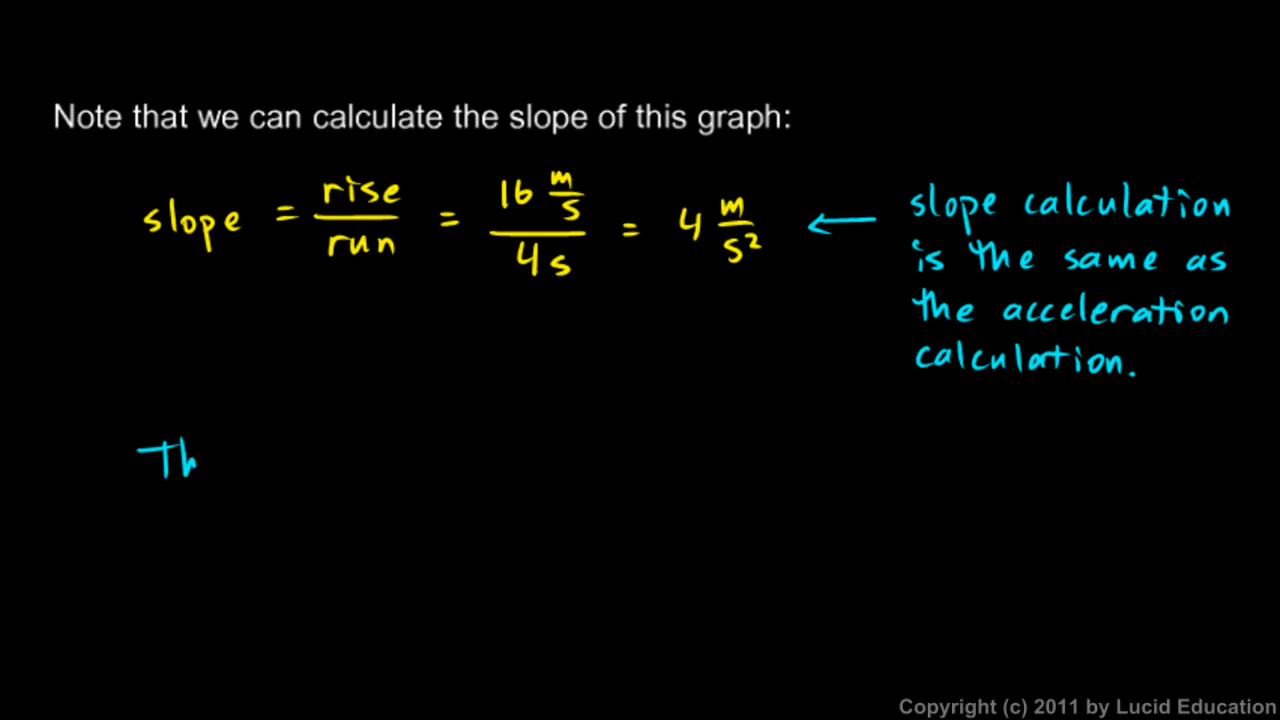 Note that we can calculate the slope of this graph:
slope = rise/run = 16 m/s / 4 s = 4 m/s² ←
slope calculation
is the same as
the acceleration
calculation.
Th
Copyright (c) 2011 by Lucid Education